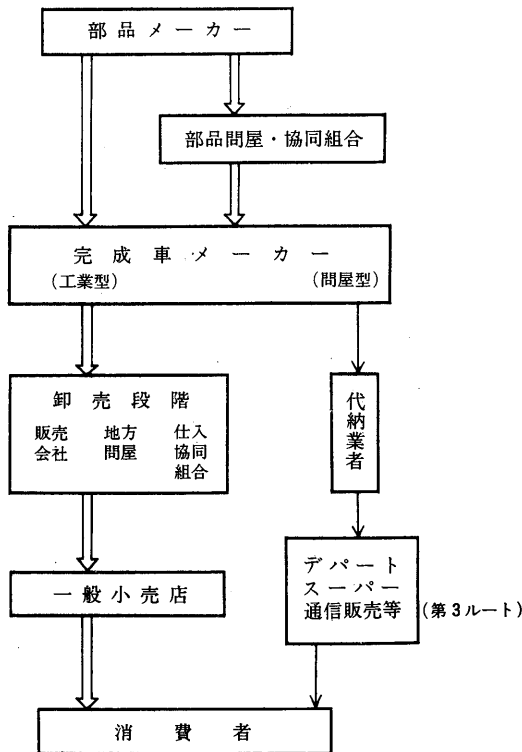 部品メーカー
部品問屋・協同組合
完成車メーカー
(工業型) (問屋型)
卸売段階
販売 地方 仕入
会社 問屋 協同
組合
代納業者
デパート
スーパー
通信販売等 (第3ルート)
一般小売店
消費者